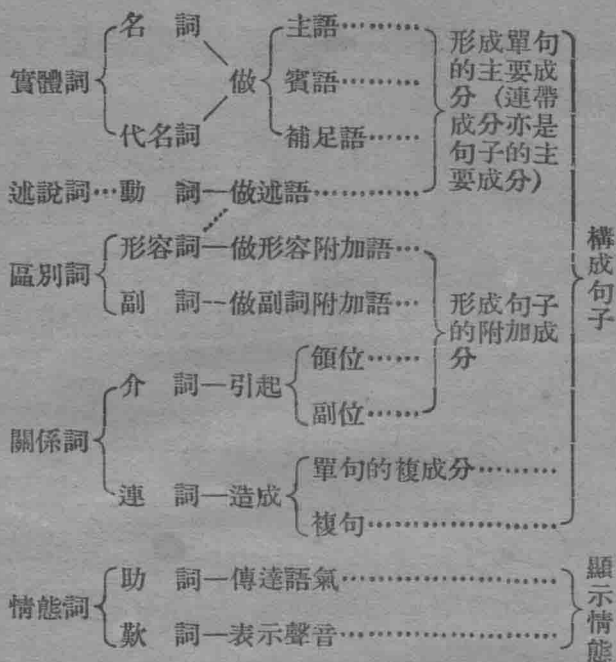 名　詞
代名詞
實體詞
做
主語
賓語
補足語
形成單句
的主要成
分（連帶
成分亦是
句子的主
要成分）
述說詞…動　詞—做述語
區別詞
形容詞—做形容附加語
副　詞--做副詞附加語
形成句子
的附加成
分
關係詞
介　詞—引起
領位
副位
連　詞—造成
單句的複成分
複句
構成句子
情態詞
助　詞—傳達語氣
歎　詞—表示聲音
顯示情態